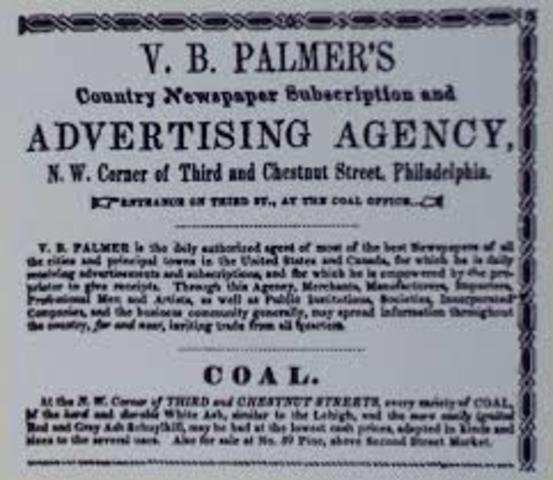 V. B. PALMER'S
Country Newspaper Subscription and
ADVERTISING AGENCY,
N. W. Corner of Third and Chestnut Street, Philadelphia.
ENTRANCE ON THIRD ST., AT THE COAL OFFICE.
V. B. PALMER is the duly authorized agent of most of the best Newspapers of all
the cities and principal towns in the United States and Canada, for which he is daily
receiving advertisements and subscriptions, and for which he is empowered by the pro-
prietor to give receipts. Through this Agency, Merchants, Manufacturers, Importers,
Professional Men and Artists, as well as Public Institutions, Societies, Incorporated
Companies, and the business community generally, may spread information throughout
the country, far and near, inviting trade from all quarters.
COAL.
At the N. W. Corner of THIRD and CHESTNUT STREETS, every variety of COAL,
of the hard and durable White Ash, similar to the Lehigh, and the more easily ignited
Red and Gray Ash Schuylkill, may be had at the lowest cash prices, adapted in kinds and
sizes to the several uses. Also for sale at No. Pine, above Second Street Market.